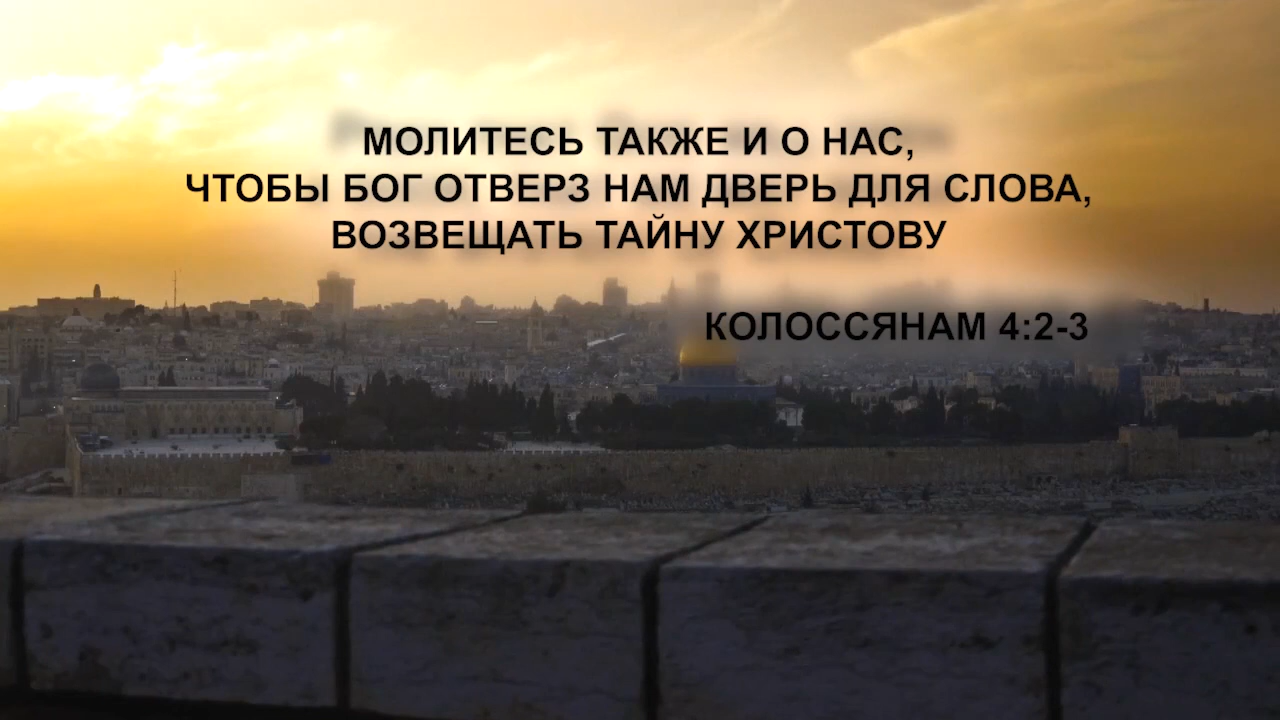 МОЛИТЕСЬ ТАКЖЕ И О НАС,
ЧТОБЫ БОГ ОТВЕРЗ НАМ ДВЕРЬ ДЛЯ СЛОВА,
ВОЗВЕЩАТЬ ТАЙНУ ХРИСТОВУ
КОЛОССЯНАМ 4:2-3